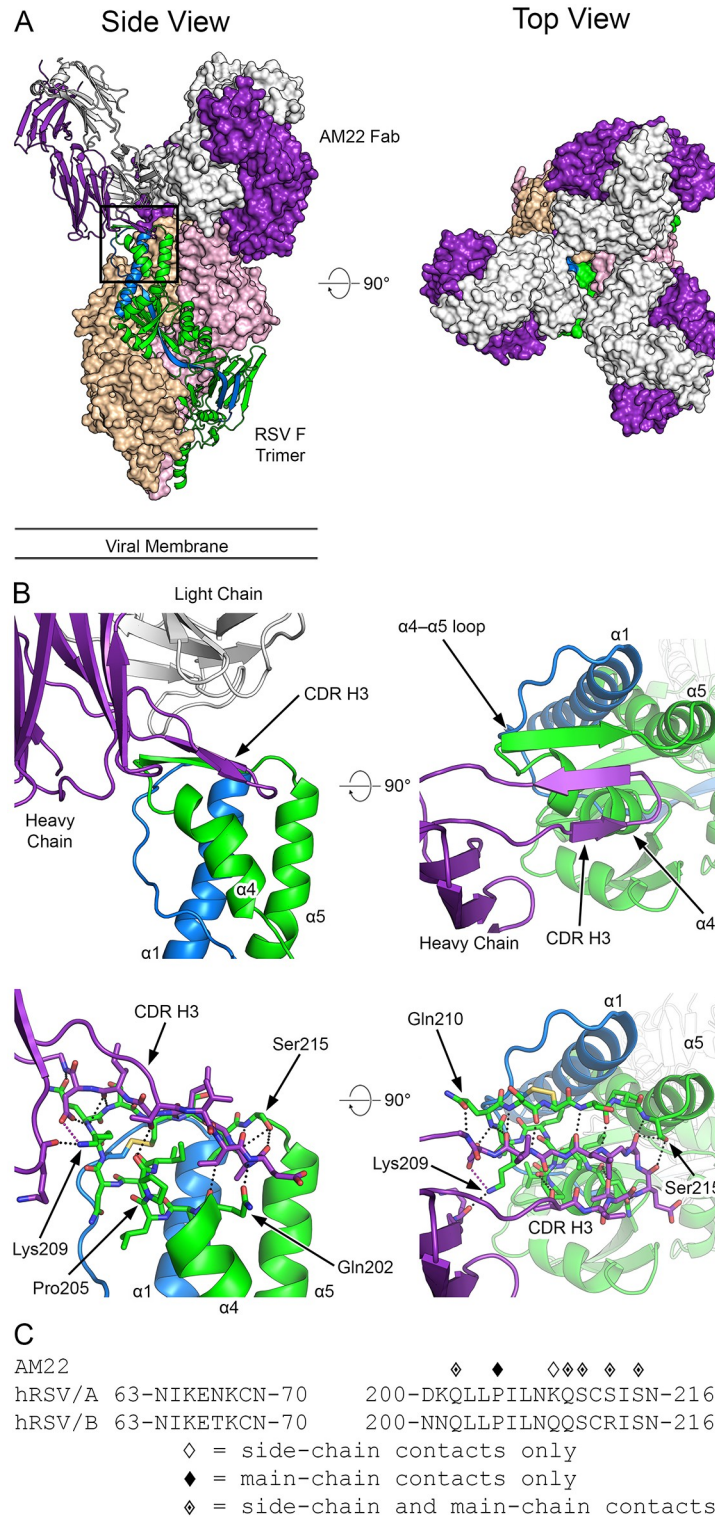 A
Side View
Top View
AM22 Fab
90°
RSV F
Trimer
Viral Membrane
B
Light Chain
CDR H3
Heavy
Chain
α4
α5
α1
90°
α4–α5 loop
α1
α5
Heavy Chain
CDR H3
α4
CDR H3
Ser215
Lys209
Pro205
α1
α4
α5
Gln202
90°
Gln210
α1
α5
Lys209
CDR H3
Ser215
C
AM22
hRSV/A 63-NIKENKCN-70 200-DKQLLPILNKQSCSISN-216
hRSV/B 63-NIKETKCN-70 200-NNQLLPILNQQSCRISN-216
◇ = side-chain contacts only
◆ = main-chain contacts only
◈ = side-chain and main-chain contacts